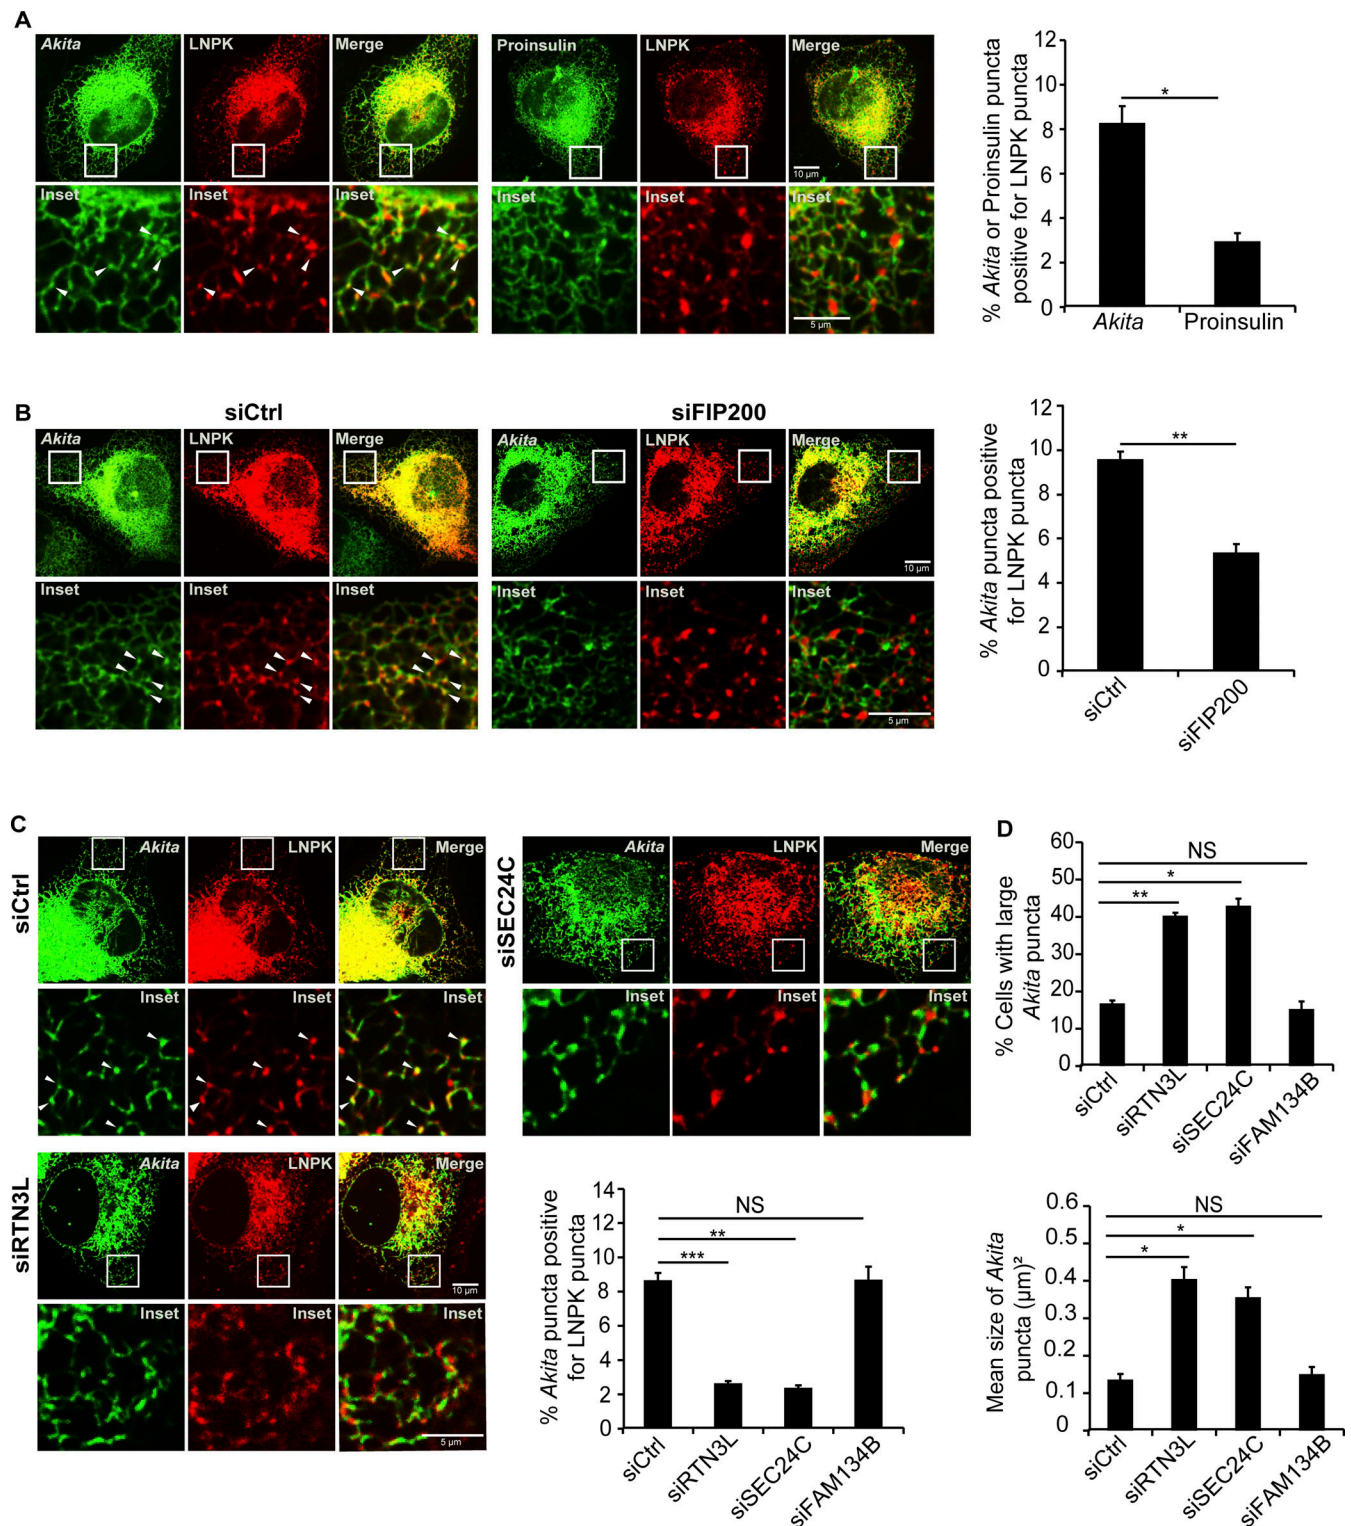 A
Akita
LNPK
Merge
Proinsulin
LNPK
Merge
10 µm
Inset
Inset
Inset
Inset
Inset
Inset
5 µm
% Akita or Proinsulin puncta
positive for LNPK puncta
12
10
8
6
4
2
0
Akita
Proinsulin
*
B
siCtrl
siFIP200
Akita
LNPK
Merge
Akita
LNPK
Merge
10 µm
Inset
Inset
Inset
Inset
Inset
Inset
5 µm
% Akita puncta positive
for LNPK puncta
12
10
8
6
4
2
0
**
siCtrl
siFIP200
C
siCtrl
Akita
LNPK
Merge
Inset
Inset
Inset
siSEC24C
Akita
LNPK
Merge
Inset
Inset
Inset
siRTN3L
Akita
LNPK
Merge
10 µm
Inset
Inset
Inset
5 µm
% Akita puncta positive
for LNPK puncta
14
12
10
8
6
4
2
0
NS
**
***
siCtrl
siRTN3L
siSEC24C
siFAM134B
D
% Cells with large
Akita puncta
60
50
40
30
20
10
0
NS
*
**
siCtrl
siRTN3L
siSEC24C
siFAM134B
Mean size of Akita
puncta (µm)²
0.6
0.5
0.4
0.3
0.2
0.1
0
NS
*
*
siCtrl
siRTN3L
siSEC24C
siFAM134B